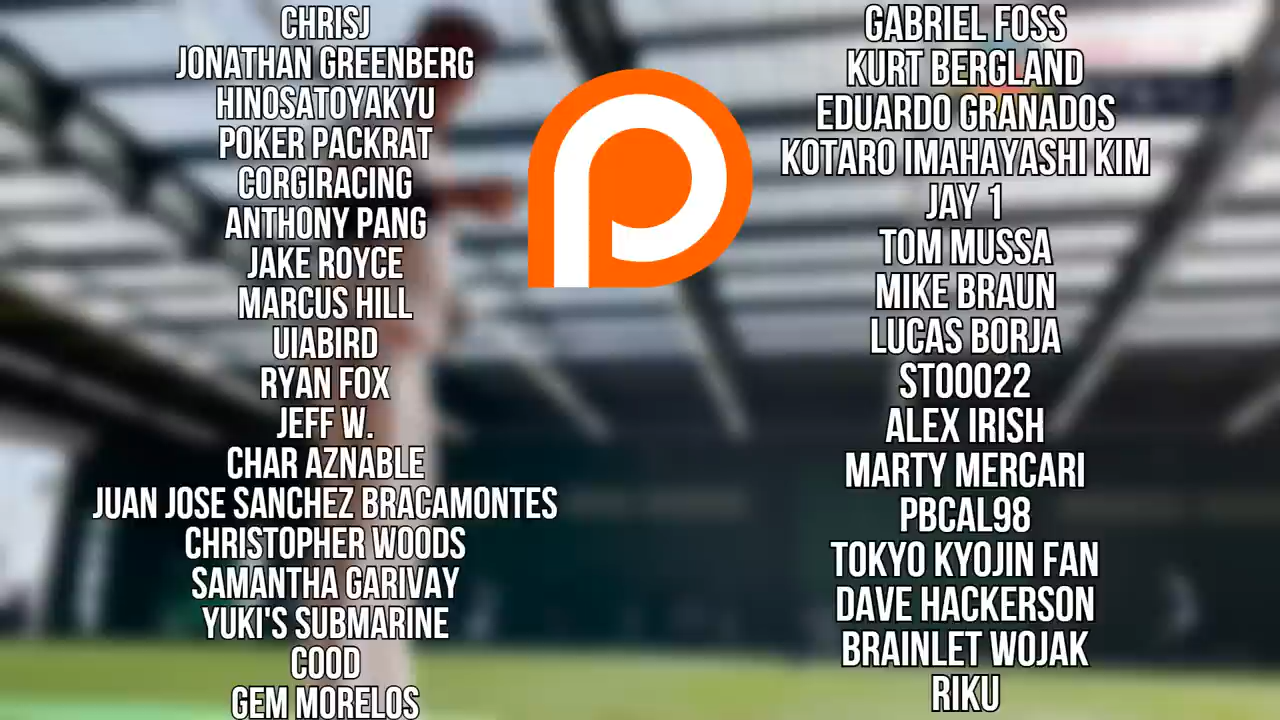 CHRISJ
JONATHAN GREENBERG
HINOSATOYAKYU
POKER PACKRAT
CORGIRACING
ANTHONY PANG
JAKE ROYCE
MARCUS HILL
UIABIRD
RYAN FOX
JEFF W.
CHAR AZNABLE
JUAN JOSE SANCHEZ BRACAMONTES
CHRISTOPHER WOODS
SAMANTHA GARIVAY
YUKI'S SUBMARINE
COOD
GEM MORELOS
GABRIEL FOSS
KURT BERGLAND
EDUARDO GRANADOS
KOTARO IMAHAYASHI KIM
JAY 1
TOM MUSSA
MIKE BRAUN
LUCAS BORJA
STOOO22
ALEX IRISH
MARTY MERCARI
PBCAL98
TOKYO KYOJIN FAN
DAVE HACKERSON
BRAINLET WOJAK
RIKU